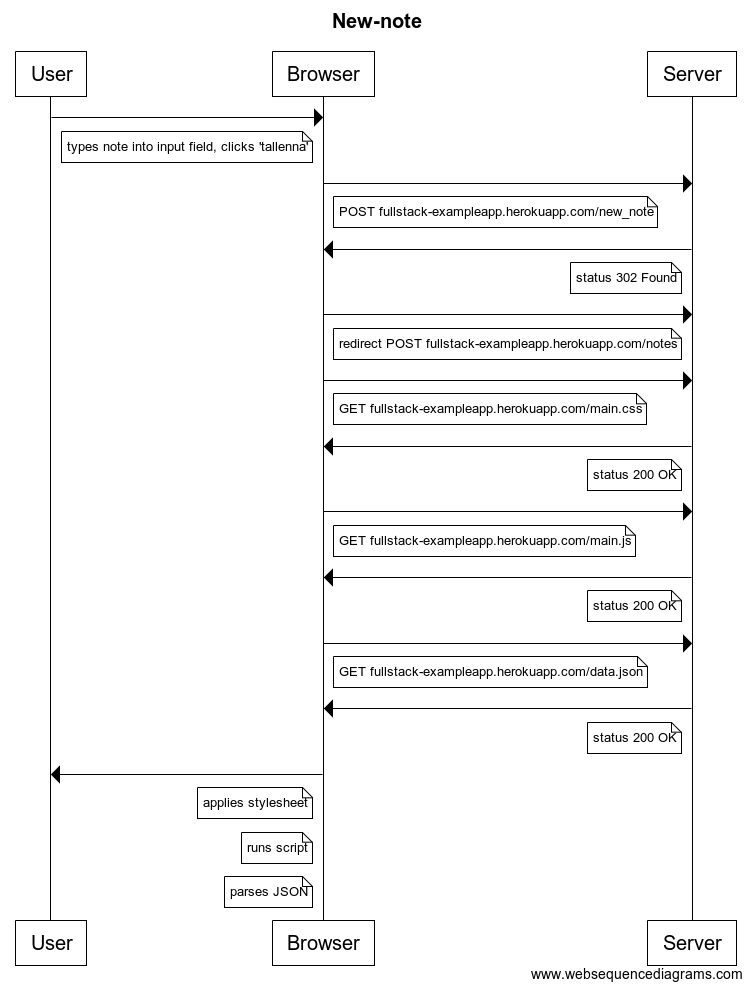 New-note
User
Browser
Server
types note into input field, clicks 'tallenna'
POST fullstack-exampleapp.herokuapp.com/new_note
status 302 Found
redirect POST fullstack-exampleapp.herokuapp.com/notes
GET fullstack-exampleapp.herokuapp.com/main.css
status 200 OK
GET fullstack-exampleapp.herokuapp.com/main.js
status 200 OK
GET fullstack-exampleapp.herokuapp.com/data.json
status 200 OK
applies stylesheet
runs script
parses JSON
User
Browser
Server
www.websequencediagrams.com